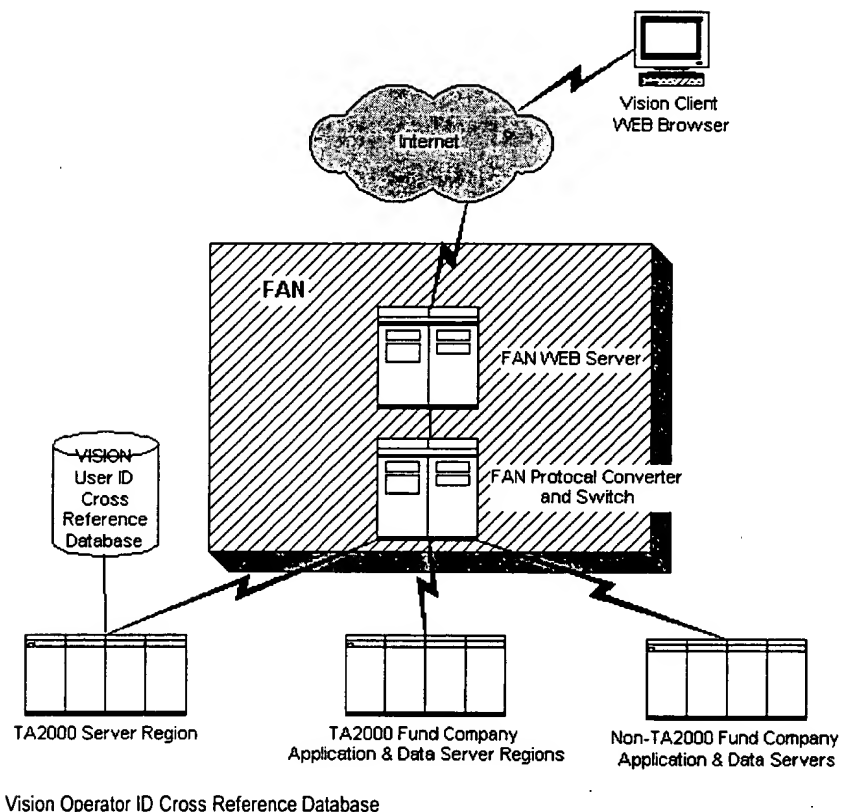 Vision Client
WEB Browser
Internet
FAN
FAN WEB Server
FAN Protocal Converter
and Switch
VISION
User ID
Cross
Reference
Database
TA2000 Server Region
TA2000 Fund Company
Application & Data Server Regions
Non-TA2000 Fund Company
Application & Data Servers
Vision Operator ID Cross Reference Database